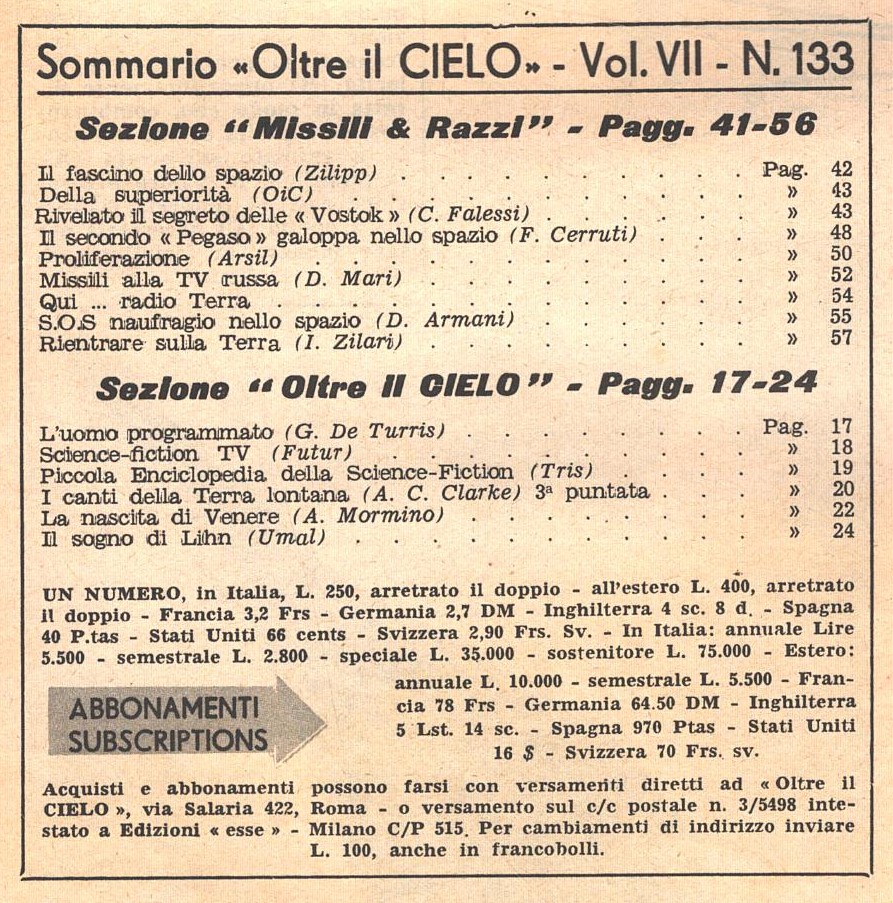 Sommario «Oltre il CIELO» - Vol. VII - N. 133
Sezione “Missili & Razzi” - Pagg. 41-56
Il fascino dello spazio (Zilipp) . . . . . . . . . Pag. 42
Della superiorità (OiC) . . . . . . . . . . » 43
Rivelato il segreto delle « Vostok » (C. Falessi) . . . . . » 43
Il secondo « Pegaso » galoppa nello spazio (F. Cerruti) . . . » 48
Proliferazione (Arsil) . . . . . . . . . . . » 50
Missili alla TV russa (D. Mari) . . . . . . . . » 52
Qui ... radio Terra . . . . . . . . . . . . » 54
S.O.S naufragio nello spazio (D. Armani) . . . . . . » 55
Rientrare sulla Terra (I. Zilari) . . . . . . . . » 57
Sezione “Oltre il CIELO” - Pagg. 17-24
L'uomo programmato (G. De Turris) . . . . . . . Pag. 17
Science-fiction TV (Futur) . . . . . . . . . » 18
Piccola Enciclopedia della Science-Fiction (Tris) . . . . » 19
I canti della Terra lontana (A. C. Clarke) 3ª puntata . . . » 20
La nascita di Venere (A. Mormino) . . . . . . . » 22
Il sogno di Lihn (Umal) . . . . . . . . . . » 24
UN NUMERO, in Italia, L. 250, arretrato il doppio - all'estero L. 400, arretrato
il doppio - Francia 3,2 Frs - Germania 2,7 DM - Inghilterra 4 sc. 8 d. - Spagna
40 P.tas - Stati Uniti 66 cents - Svizzera 2,90 Frs. Sv. - In Italia: annuale Lire
5.500 - semestrale L. 2.800 - speciale L. 35.000 - sostenitore L. 75.000 - Estero:
annuale L. 10.000 - semestrale L. 5.500 - Fran-
cia 78 Frs - Germania 64.50 DM - Inghilterra
5 Lst. 14 sc. - Spagna 970 Ptas - Stati Uniti
16 $ - Svizzera 70 Frs. sv.
ABBONAMENTI
SUBSCRIPTIONS
Acquisti e abbonamenti possono farsi con versamenti diretti ad « Oltre il
CIELO », via Salaria 422, Roma - o versamento sul c/c postale n. 3/5498 inte-
stato a Edizioni « esse » - Milano C/P 515. Per cambiamenti di indirizzo inviare
L. 100, anche in francobolli.